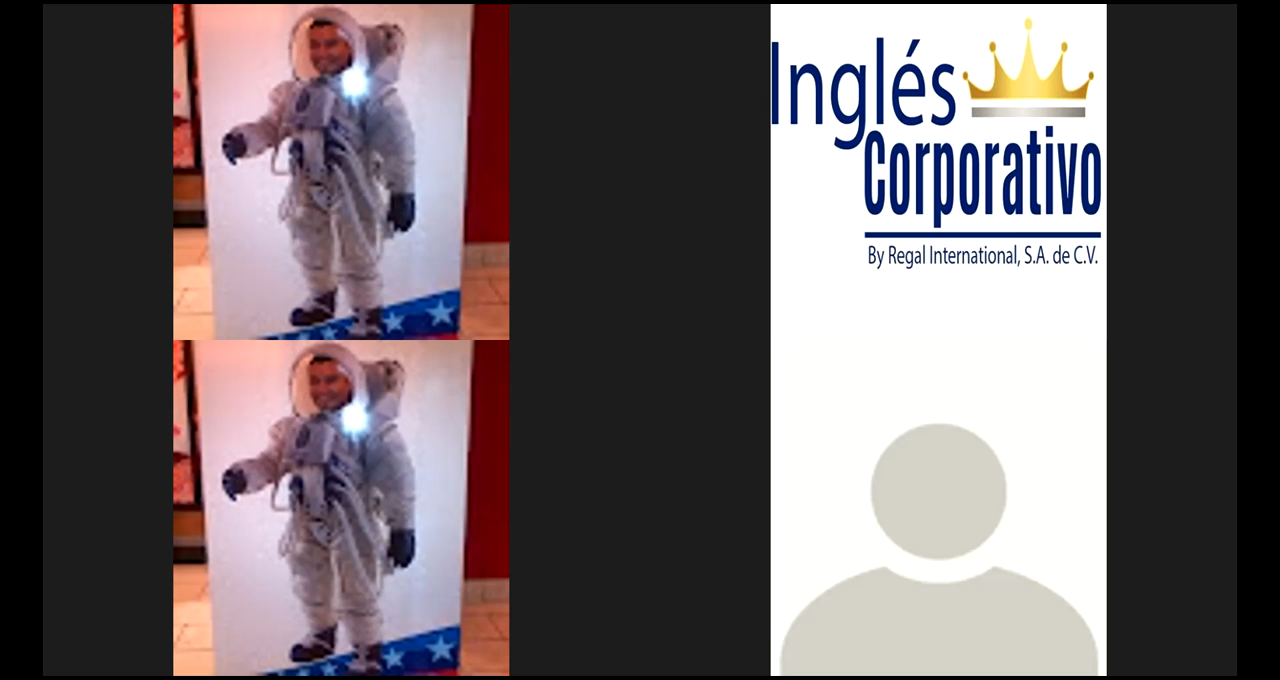 Inglés
Corporativo
By Regal International, S.A. de C.V.